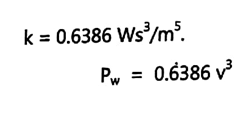 k = 0.6386 Ws³/m⁵.
P_w = 0.6386 v³